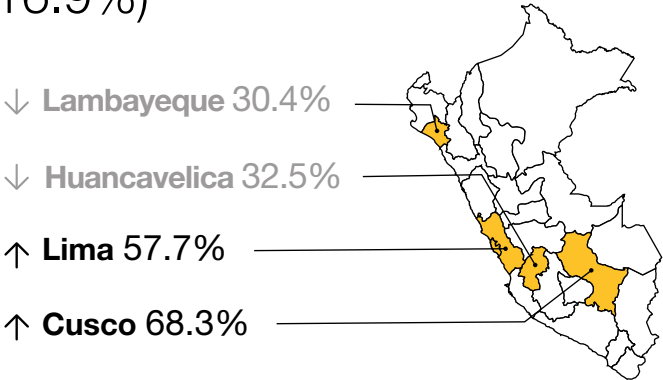 ↓ Lambayeque 30.4%
↓ Huancavelica 32.5%
↑ Lima 57.7%
↑ Cusco 68.3%